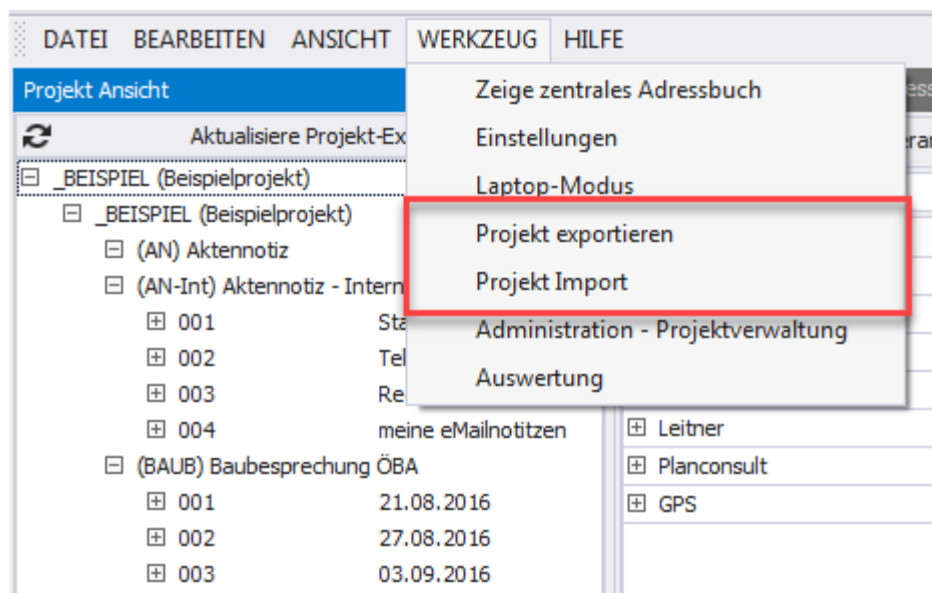 DATEI BEARBEITEN ANSICHT WERKZEUG HILFE
Projekt Ansicht
Aktualisiere Projekt-Ex
Zeige zentrales Adressbuch
Einstellungen
Laptop-Modus
Projekt exportieren
Projekt Import
Administration - Projektverwaltung
Auswertung
_BEISPIEL (Beispielprojekt)
_BEISPIEL (Beispielprojekt)
(AN) Aktennotiz
(AN-Int) Aktennotiz - Intern
001 Sta
002 Tel
003 Re
004 meine eMailnotitzen
(BAUB) Baubesprechung ÖBA
001 21.08.2016
002 27.08.2016
003 03.09.2016
Leitner
Planconsult
GPS